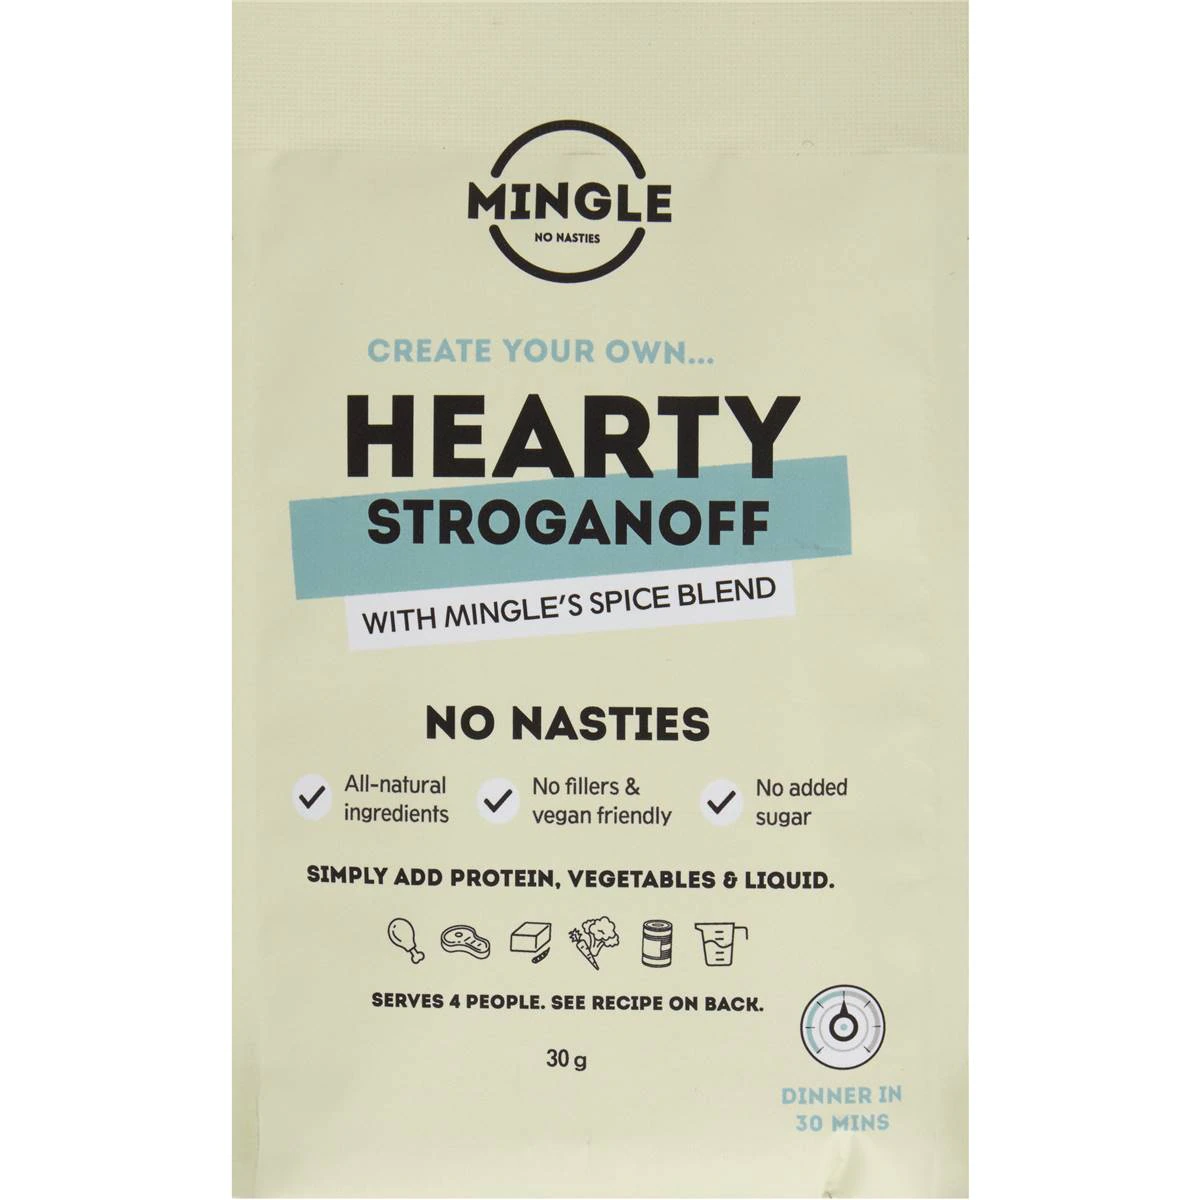 MINGLE
NO NASTIES
CREATE YOUR OWN...
HEARTY
STROGANOFF
WITH MINGLE'S SPICE BLEND
NO NASTIES
All-natural
ingredients
No fillers &
vegan friendly
No added
sugar
SIMPLY ADD PROTEIN, VEGETABLES & LIQUID.
SERVES 4 PEOPLE. SEE RECIPE ON BACK.
30 g
DINNER IN
30 MINS